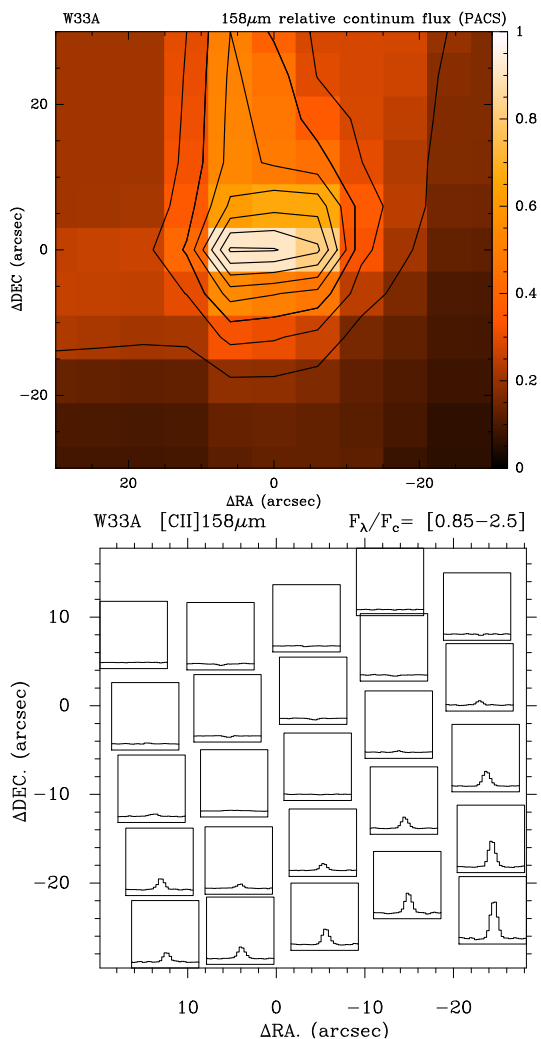 W33A 158μm relative continum flux (PACS)
1
20
0.8
0.6
0
0.4
ΔDEC (arcsec)
0.2
−20
0
20 0 −20
ΔRA (arcsec)
W33A [CII]158μm F_λ/F_c= [0.85−2.5]
10
0
−10
−20
ΔDEC. (arcsec)
10 0 −10 −20
ΔRA. (arcsec)